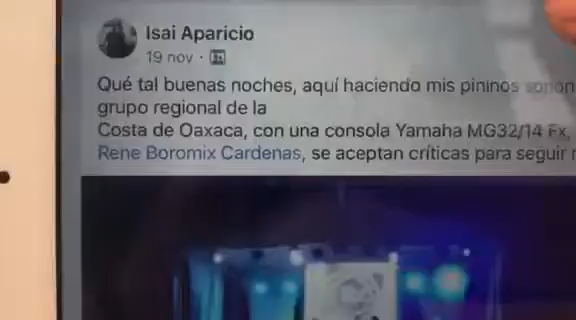 Isai Aparicio
19 nov ·
Qué tal buenas noches, aquí haciendo mis pininos
grupo regional de la
Costa de Oaxaca, con una consola Yamaha MG32/14 Fx,
Rene Boromix Cardenas, se aceptan críticas para seguir